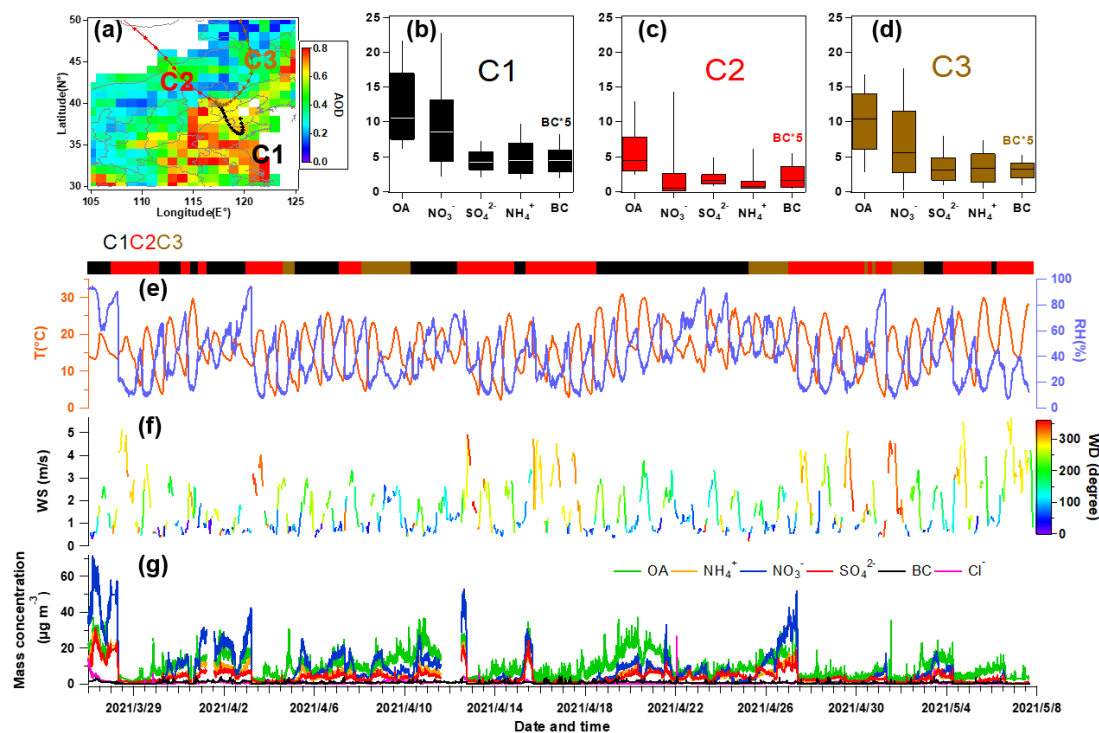 (a)
C2
C3
C1
50
45
40
35
30
Latitude(N°)
105
110
115
120
125
Longitude(E°)
0.8
0.6
0.4
0.2
0.0
AOD
(b)
C1
BC*5
25
20
15
10
5
0
OA
NO₃⁻
SO₄²⁻
NH₄⁺
BC
(c)
C2
BC*5
25
20
15
10
5
0
OA
NO₃⁻
SO₄²⁻
NH₄⁺
BC
(d)
C3
BC*5
25
20
15
10
5
0
OA
NO₃⁻
SO₄²⁻
NH₄⁺
BC
C1C2C3
(e)
30
20
10
0
T(°C)
100
80
60
40
20
0
RH(%)
(f)
5
4
3
2
1
0
WS (m/s)
300
200
100
0
WD (degree)
(g)
OA NH₄⁺ NO₃⁻ SO₄²⁻ BC Cl⁻
60
40
20
0
Mass concentration
(µg m⁻³)
2021/3/29 2021/4/2 2021/4/6 2021/4/10 2021/4/14 2021/4/18 2021/4/22 2021/4/26 2021/4/30 2021/5/4 2021/5/8
Date and time